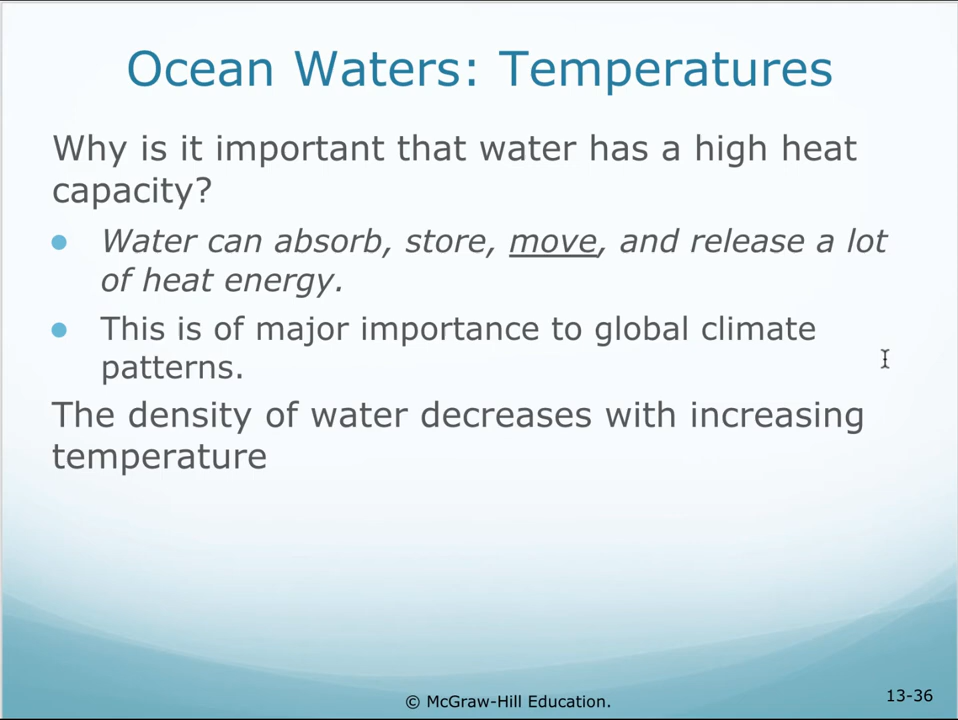 Ocean Waters: Temperatures
Why is it important that water has a high heat
capacity?
● Water can absorb, store, move, and release a lot
of heat energy.
● This is of major importance to global climate
patterns.
The density of water decreases with increasing
temperature
© McGraw-Hill Education.
13-36